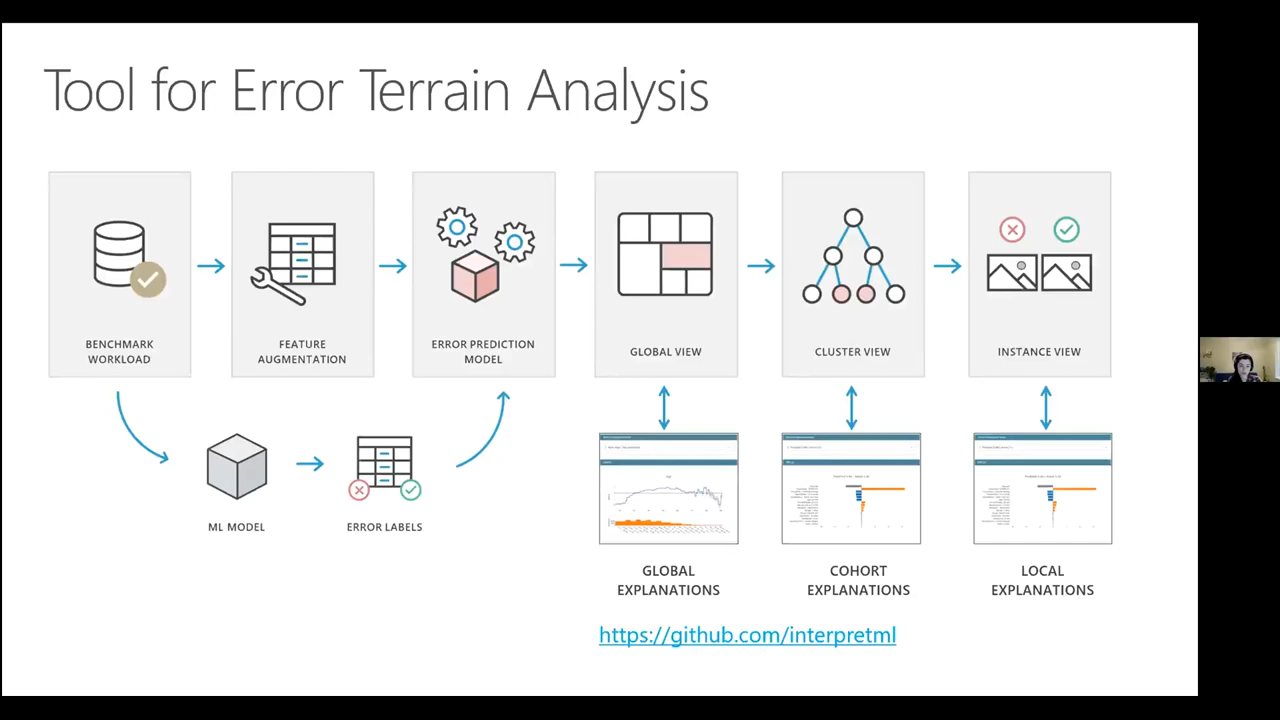 Tool for Error Terrain Analysis
BENCHMARK
WORKLOAD
FEATURE
AUGMENTATION
ERROR PREDICTION
MODEL
GLOBAL VIEW
CLUSTER VIEW
INSTANCE VIEW
ML MODEL
ERROR LABELS
GLOBAL
EXPLANATIONS
COHORT
EXPLANATIONS
LOCAL
EXPLANATIONS
https://github.com/interpretml